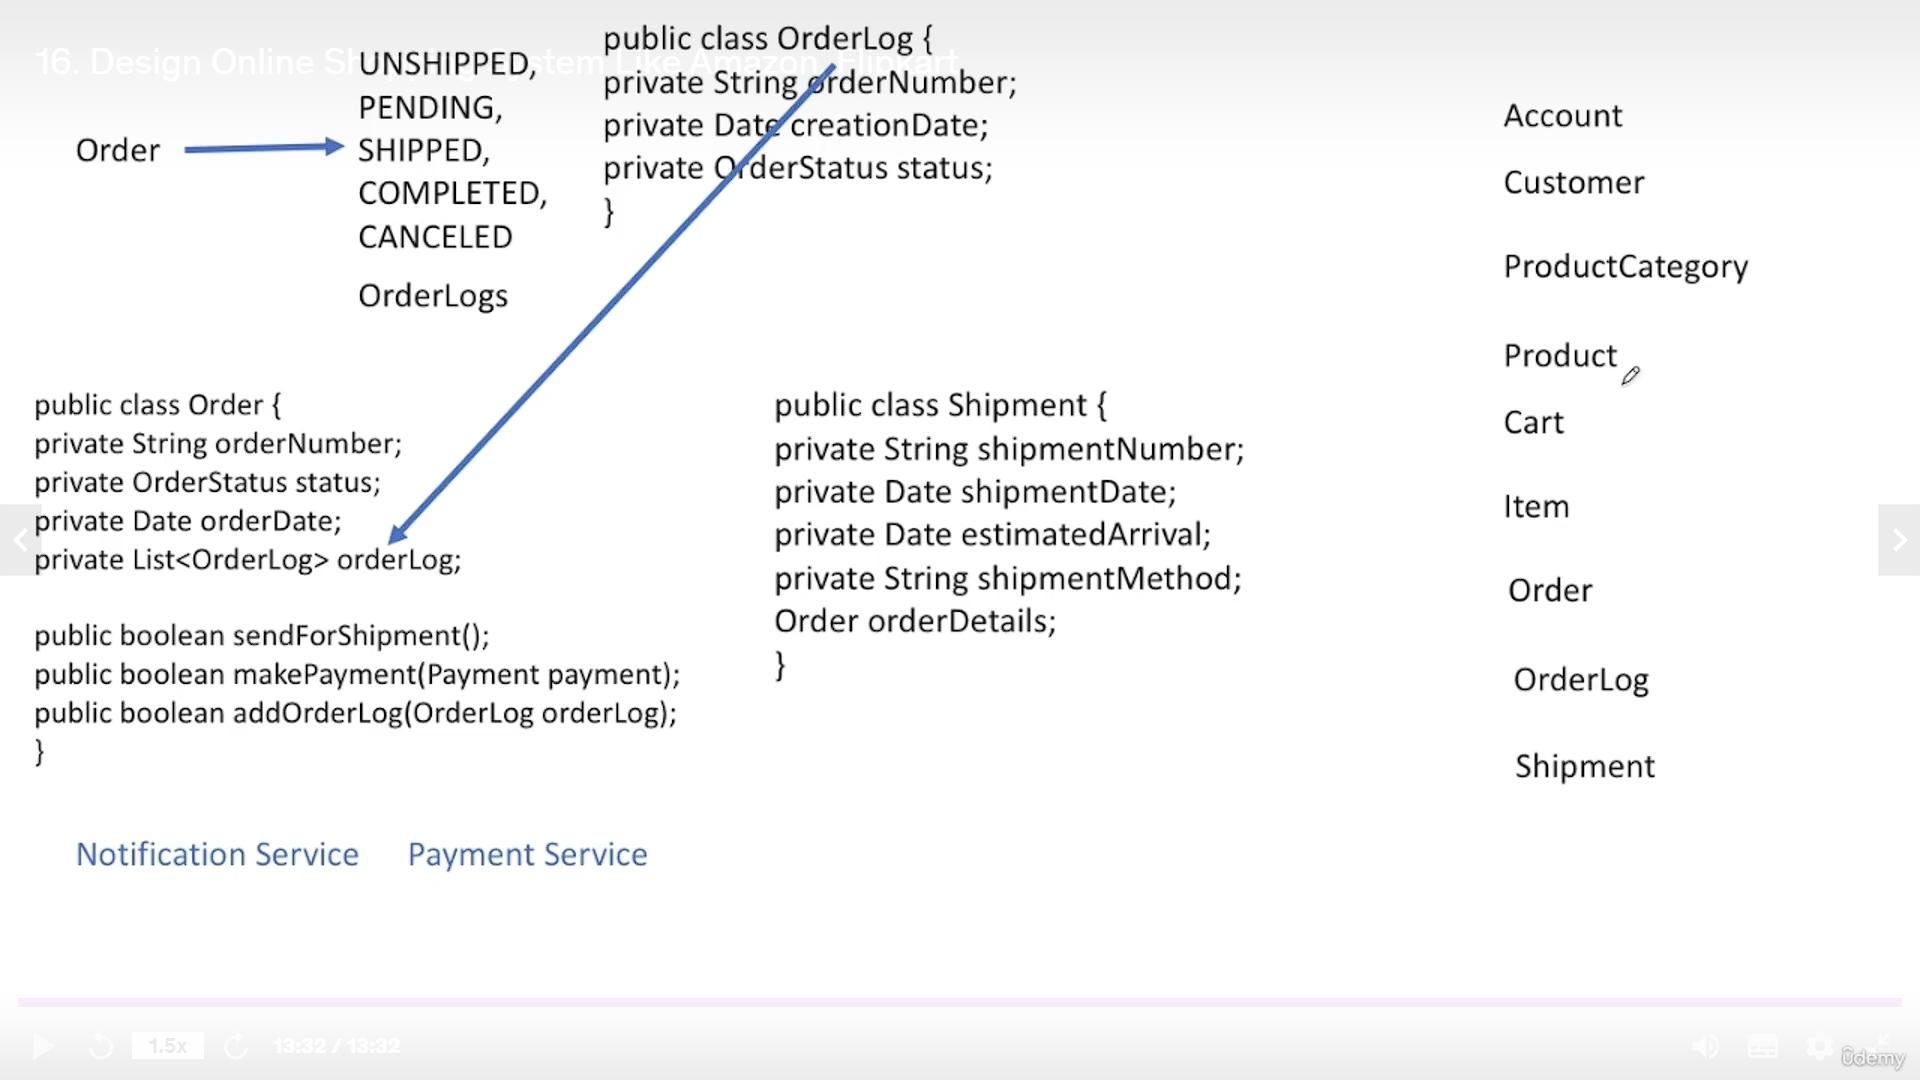 16. Design Online Shopping System Like Amazon, Flipkart
Order
UNSHIPPED,
PENDING,
SHIPPED,
COMPLETED,
CANCELED
OrderLogs
public class OrderLog {
private String orderNumber;
private Date creationDate;
private OrderStatus status;
}
public class Order {
private String orderNumber;
private OrderStatus status;
private Date orderDate;
private List<OrderLog> orderLog;
public boolean sendForShipment();
public boolean makePayment(Payment payment);
public boolean addOrderLog(OrderLog orderLog);
}
public class Shipment {
private String shipmentNumber;
private Date shipmentDate;
private Date estimatedArrival;
private String shipmentMethod;
Order orderDetails;
}
Account
Customer
ProductCategory
Product
Cart
Item
Order
OrderLog
Shipment
Notification Service
Payment Service
1.5x
13:32 / 13:32
ûdemy